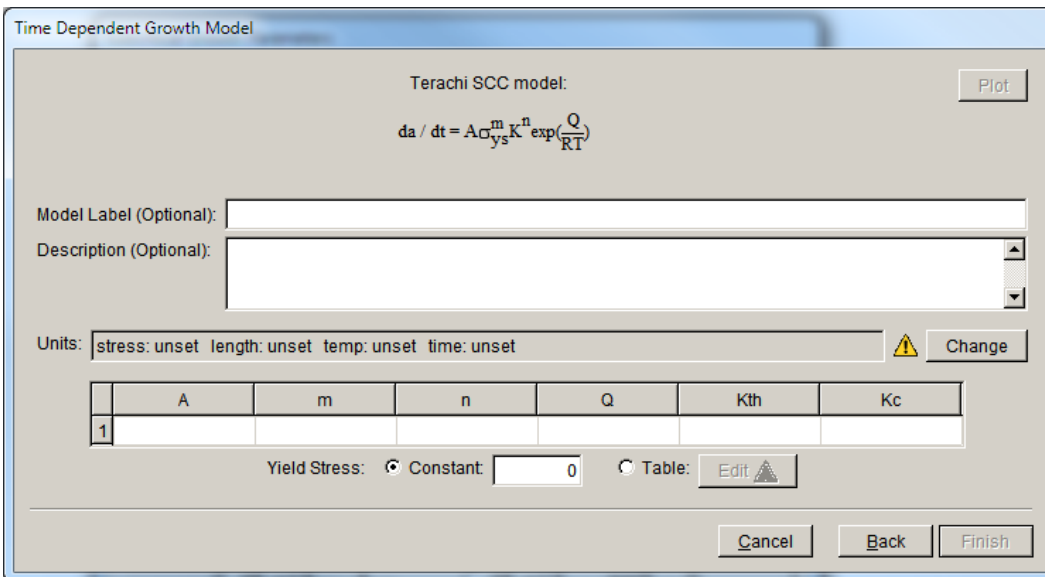 Time Dependent Growth Model
Terachi SCC model:
Plot
da / dt = Aσ_ys^m K^n exp(Q/RT)
Model Label (Optional):
Description (Optional):
Units: stress: unset length: unset temp: unset time: unset Change
A m n Q Kth Kc
1
Yield Stress: Constant: 0 Table: Edit
Cancel Back Finish